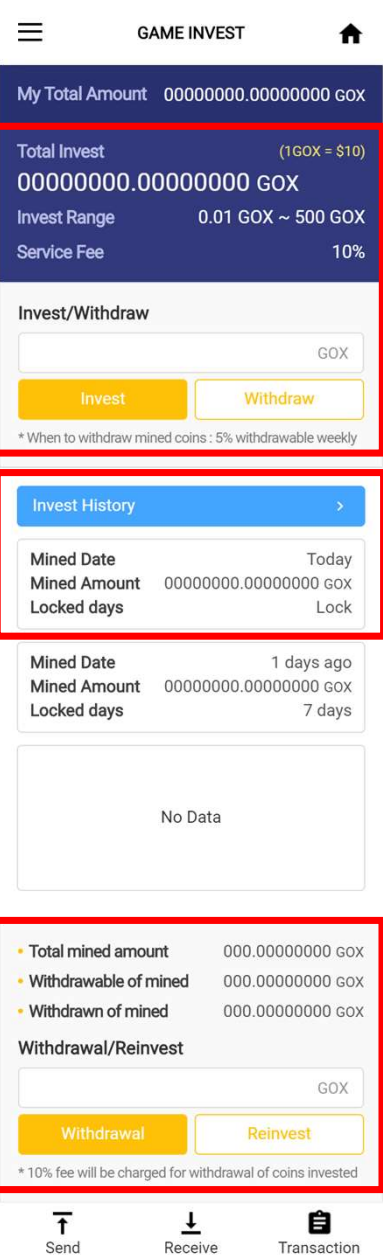 GAME INVEST
My Total Amount 00000000.00000000 GOX
Total Invest (1GOX = $10)
00000000.00000000 GOX
Invest Range 0.01 GOX ~ 500 GOX
Service Fee 10%
Invest/Withdraw
GOX
Invest Withdraw
* When to withdraw mined coins : 5% withdrawable weekly
Invest History >
Mined Date Today
Mined Amount 00000000.00000000 GOX
Locked days Lock
Mined Date 1 days ago
Mined Amount 00000000.00000000 GOX
Locked days 7 days
No Data
• Total mined amount 000.00000000 GOX
• Withdrawable of mined 000.00000000 GOX
• Withdrawn of mined 000.00000000 GOX
Withdrawal/Reinvest
GOX
Withdrawal Reinvest
* 10% fee will be charged for withdrawal of coins invested
Send Receive Transaction